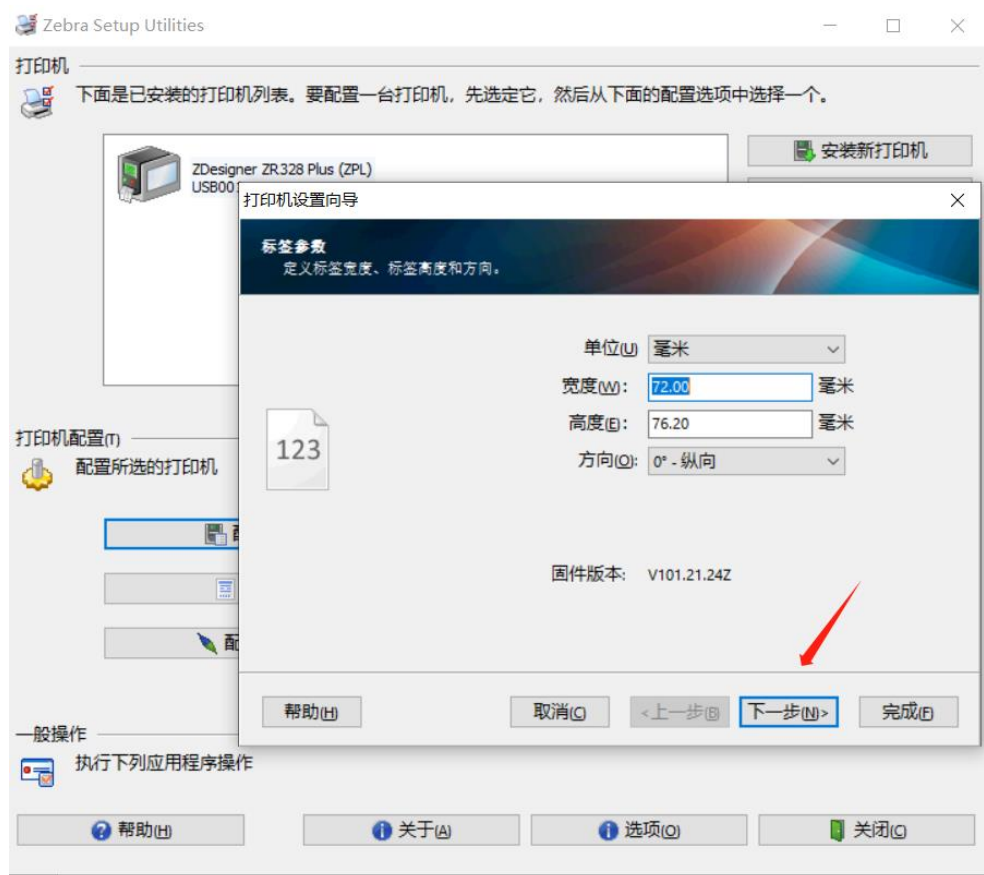 Zebra Setup Utilities
打印机
下面是已安装的打印机列表。要配置一台打印机，先选定它，然后从下面的配置选项中选择一个。
ZDesigner ZR328 Plus (ZPL)
USB00
安装新打印机
打印机设置向导
标签参数
定义标签宽度、标签高度和方向。
单位(U) 毫米
宽度(W)： 72.00 毫米
高度(E)： 76.20 毫米
方向(O): 0° - 纵向
123
固件版本: V101.21.24Z
打印机配置(T)
配置所选的打印机
配
帮助(H) 取消(C) <上一步(B) 下一步(N)> 完成(F)
一般操作
执行下列应用程序操作
帮助(H) 关于(A) 选项(O) 关闭(C)